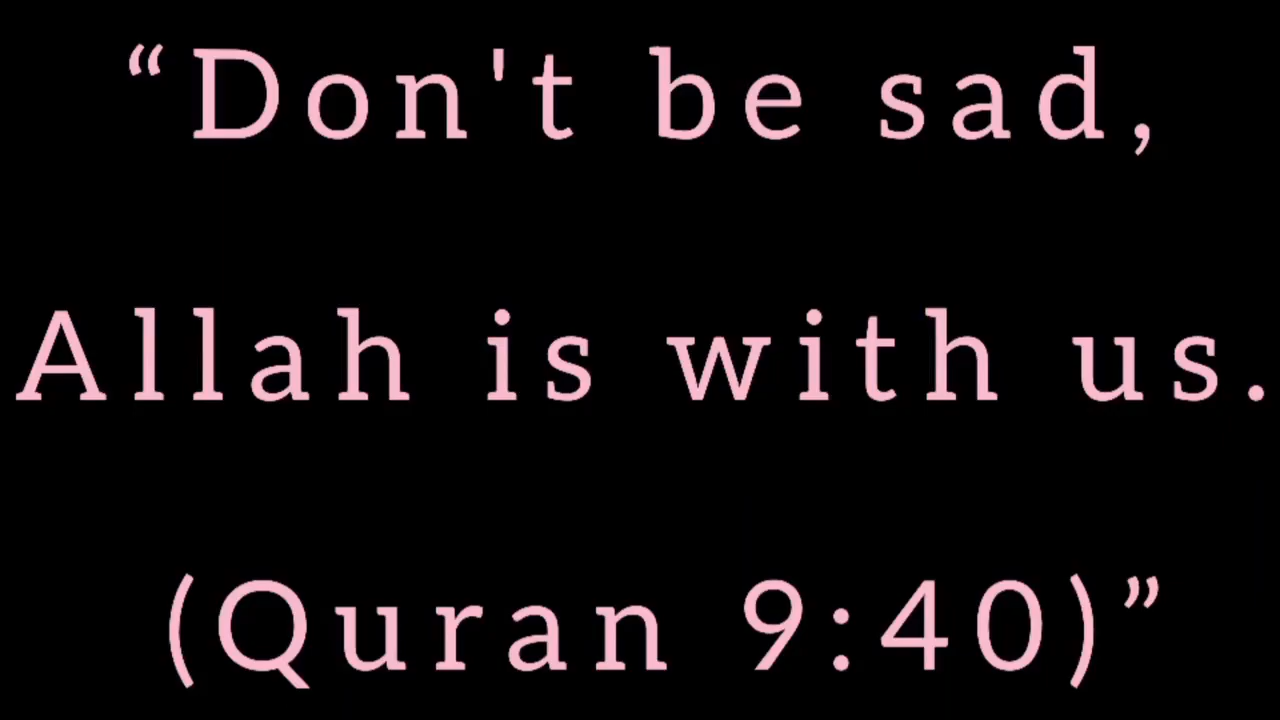 “Don't be sad,
Allah is with us.
(Quran 9:40)”